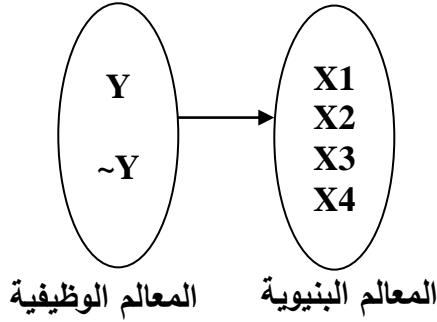 Y
~Y
X1
X2
X3
X4
المعالم الوظيفية
المعالم البنيوية